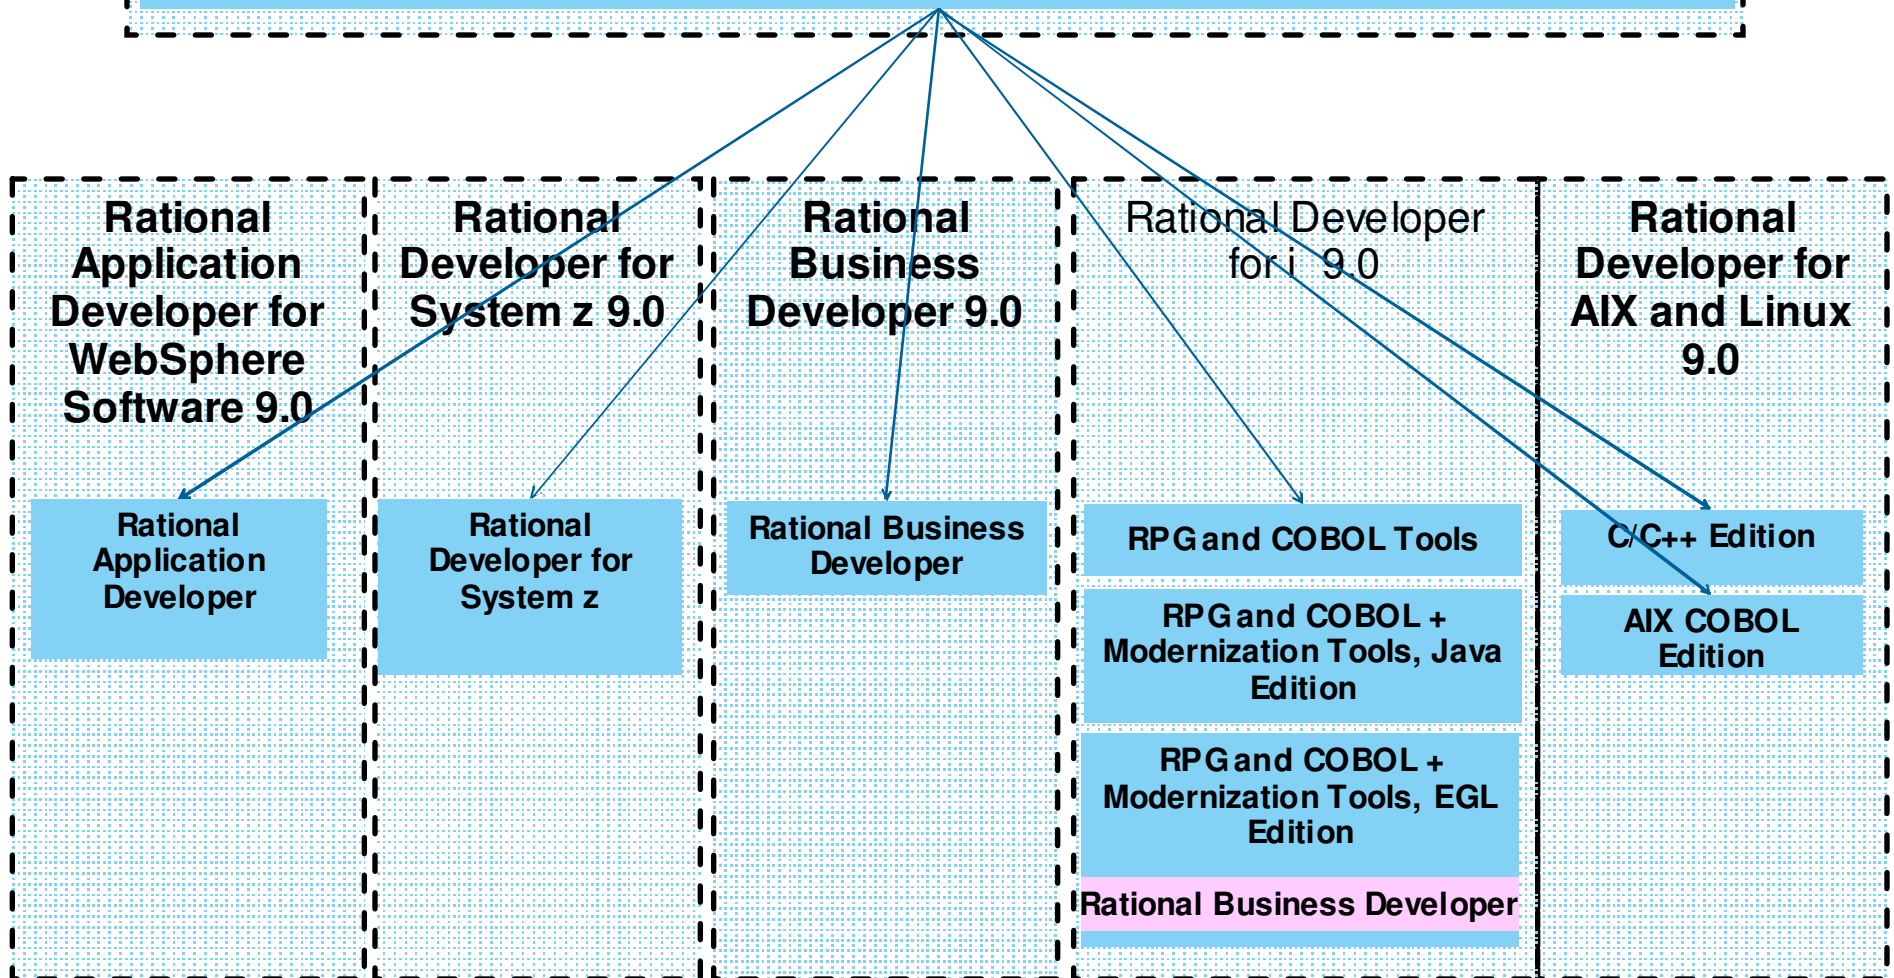 Rational
Application
Developer for
WebSphere
Software 9.0
Rational
Developer for
System z 9.0
Rational
Business
Developer 9.0
Rational Developer
for i 9.0
Rational
Developer for
AIX and Linux
9.0
Rational
Application
Developer
Rational
Developer for
System z
Rational Business
Developer
RPG and COBOL Tools
RPG and COBOL +
Modernization Tools, Java
Edition
RPG and COBOL +
Modernization Tools, EGL
Edition
Rational Business Developer
C/C++ Edition
AIX COBOL
Edition